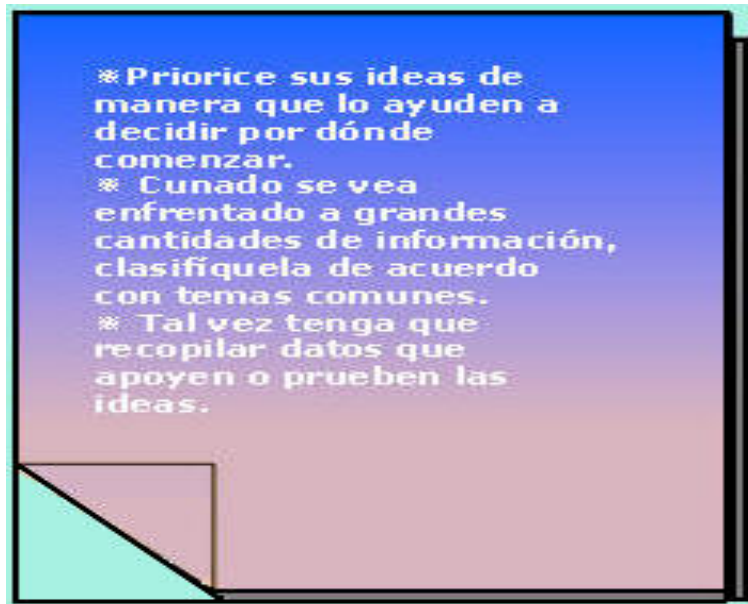 *Priorice sus ideas de
manera que lo ayuden a
decidir por dónde
comenzar.
* Cunado se vea
enfrentado a grandes
cantidades de información,
clasifíquela de acuerdo
con temas comunes.
* Tal vez tenga que
recopilar datos que
apoyen o prueben las
ideas.